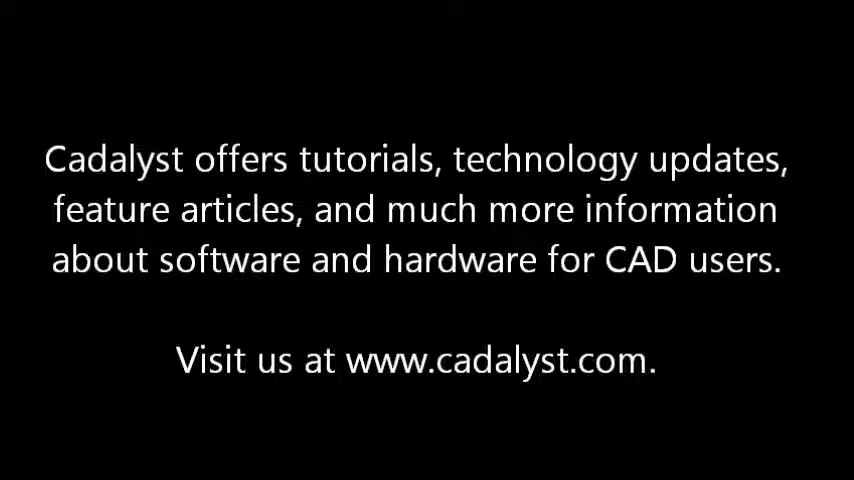 Cadalyst offers tutorials, technology updates,
feature articles, and much more information
about software and hardware for CAD users.
Visit us at www.cadalyst.com.